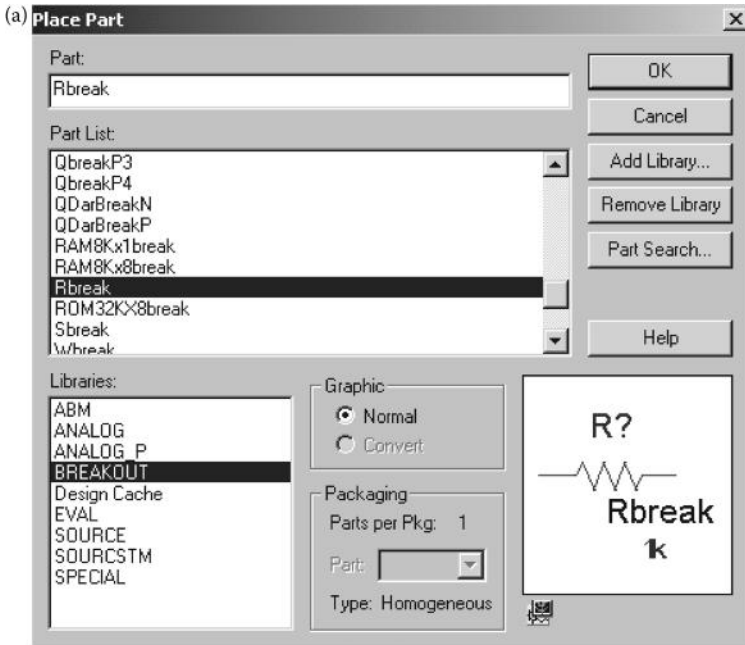 (a)
Place Part
Part:
Rbreak
Part List:
QbreakP3
QbreakP4
QDarBreakN
QDarBreakP
RAM8Kx1break
RAM8Kx8break
Rbreak
ROM32KX8break
Sbreak
Wbreak
OK
Cancel
Add Library...
Remove Library
Part Search...
Help
Libraries:
ABM
ANALOG
ANALOG_P
BREAKOUT
Design Cache
EVAL
SOURCE
SOURCSTM
SPECIAL
Graphic
Normal
Convert
Packaging
Parts per Pkg: 1
Part:
Type: Homogeneous
R?
Rbreak
1k